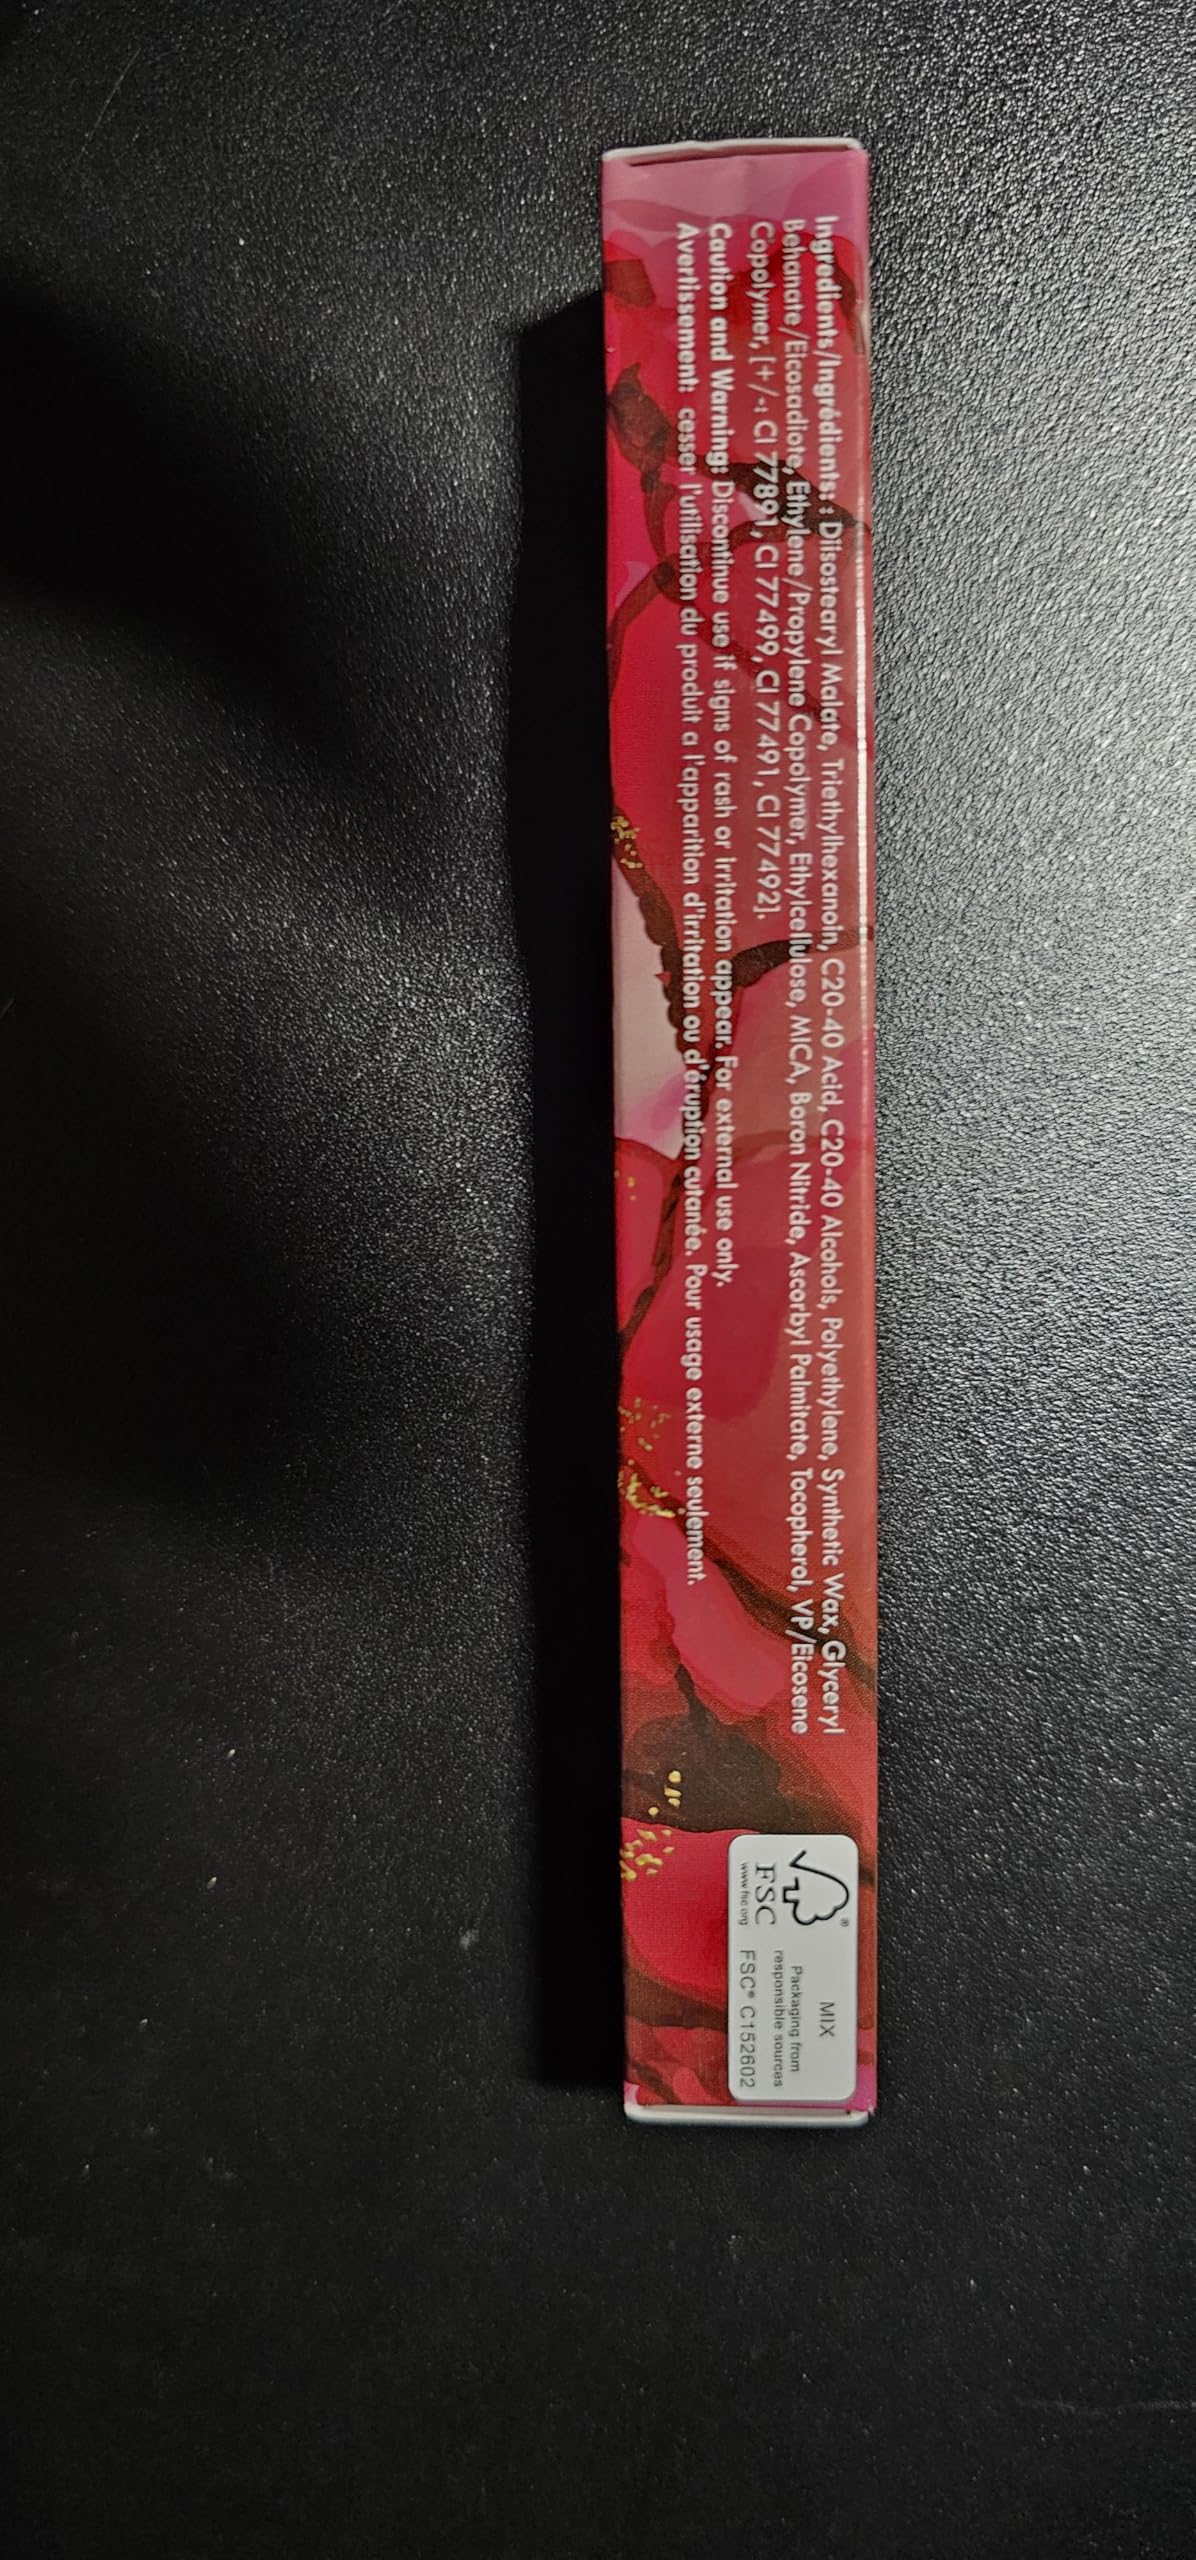 Ingredients/Ingrédients: : Diisostearyl Malate, Triethylhexanoin, C20-40 Acid, C20-40 Alcohols, Polyethylene, Synthetic Wax, Glyceryl
Behanate/Eicosadiote, Ethylene/Propylene Copolymer, Ethylcellulose, MICA, Boron Nitride, Ascorbyl Palmitate, Tocopherol, VP/Eicosene
Copolymer, [+/-: CI 77891, CI 77499, CI 77491, CI 77492].
Caution and Warning: Discontinue use if signs of rash or irritation appear. For external use only.
Avertissement: cesser l'utilisation du produit a l'apparition d'irritation ou d'éruption cutanée. Pour usage externe seulement.
FSC
www.fsc.org
®
MIX
Packaging from
responsible sources
FSC® C152602